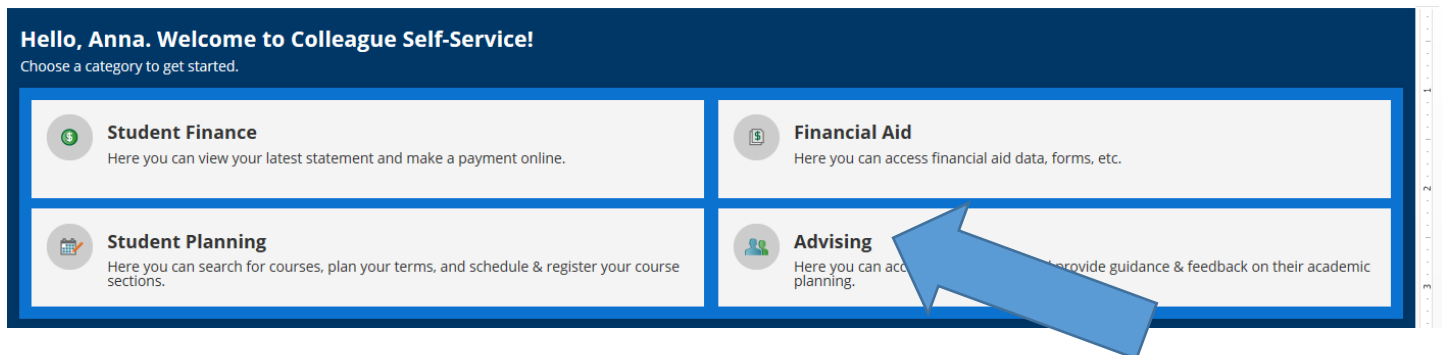 Hello, Anna. Welcome to Colleague Self-Service!
Choose a category to get started.
Student Finance
Here you can view your latest statement and make a payment online.
Financial Aid
Here you can access financial aid data, forms, etc.
Student Planning
Here you can search for courses, plan your terms, and schedule & register your course
sections.
Advising
Here you can provide guidance & feedback on their academic
planning.
1
2
3